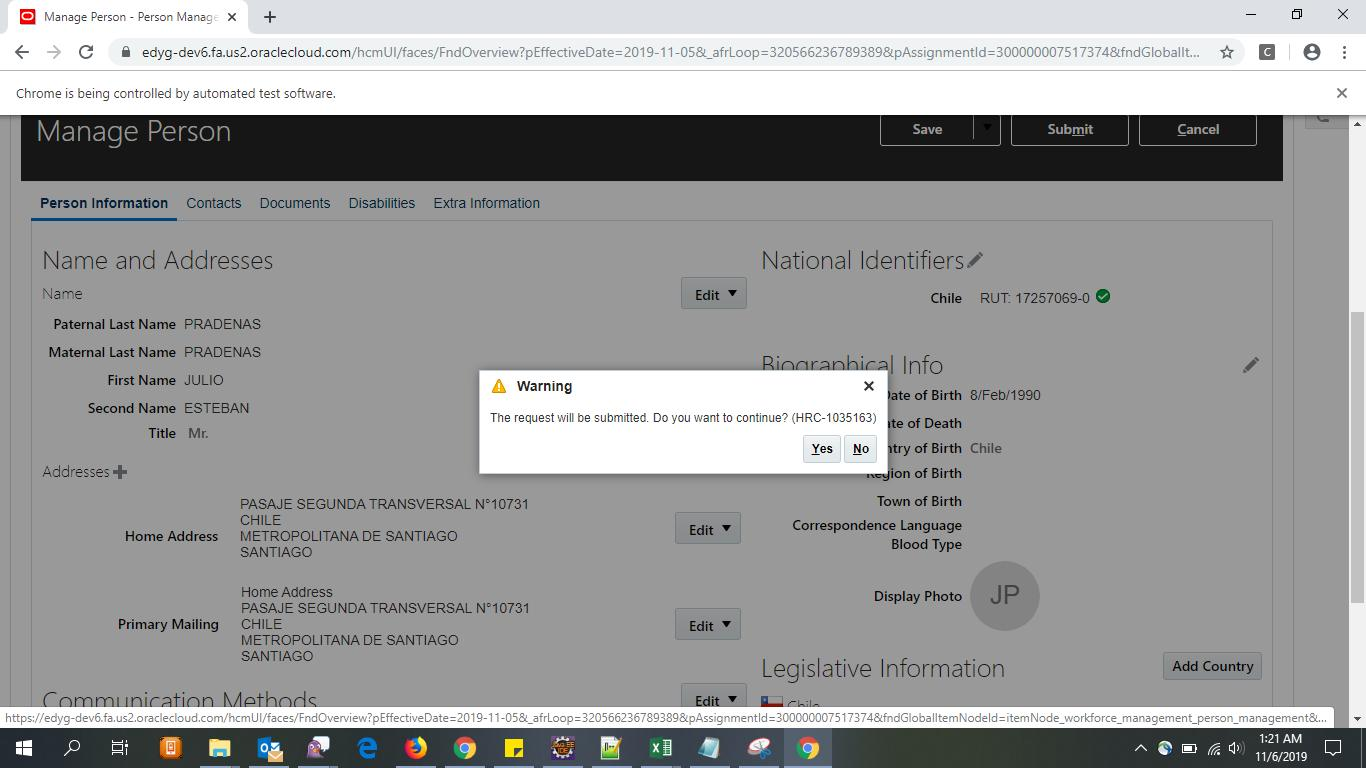 Manage Person - Person Manage
edyg-dev6.fa.us2.oraclecloud.com/hcmUI/faces/FndOverview?pEffectiveDate=2019-11-05&_afrLoop=320566236789389&pAssignmentId=300000007517374&fndGlobalIt...
C
Chrome is being controlled by automated test software.
Manage Person
Save
Submit
Cancel
Person Information
Contacts
Documents
Disabilities
Extra Information
Name and Addresses
Name
Edit
Paternal Last Name PRADENAS
Maternal Last Name PRADENAS
First Name JULIO
Second Name ESTEBAN
Title Mr.
Addresses
Home Address
PASAJE SEGUNDA TRANSVERSAL N°10731
CHILE
METROPOLITANA DE SANTIAGO
SANTIAGO
Edit
Primary Mailing
Home Address
PASAJE SEGUNDA TRANSVERSAL N°10731
CHILE
METROPOLITANA DE SANTIAGO
SANTIAGO
Edit
Communication Methods
Edit
National Identifiers
Chile RUT: 17257069-0
Biographical Info
Date of Birth 8/Feb/1990
ate of Death
ntry of Birth Chile
Region of Birth
Town of Birth
Correspondence Language
Blood Type
Display Photo JP
Legislative Information
Add Country
Chile
Warning
The request will be submitted. Do you want to continue? (HRC-1035163)
Yes
No
https://edyg-dev6.fa.us2.oraclecloud.com/hcmUI/faces/FndOverview?pEffectiveDate=2019-11-05&_afrLoop=320566236789389&pAssignmentId=300000007517374&fndGlobalItemNodeId=itemNode_workforce_management_person_management&...
1:21 AM
11/6/2019